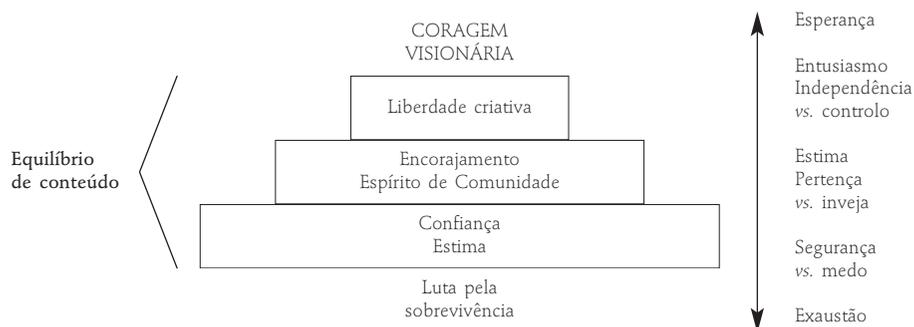 CORAGEM
VISIONÁRIA
Liberdade criativa
Encorajamento
Espírito de Comunidade
Confiança
Estima
Luta pela
sobrevivência
Equilíbrio
de conteúdo
Esperança
Entusiasmo
Independência
vs. controlo
Estima
Pertença
vs. inveja
Segurança
vs. medo
Exaustão